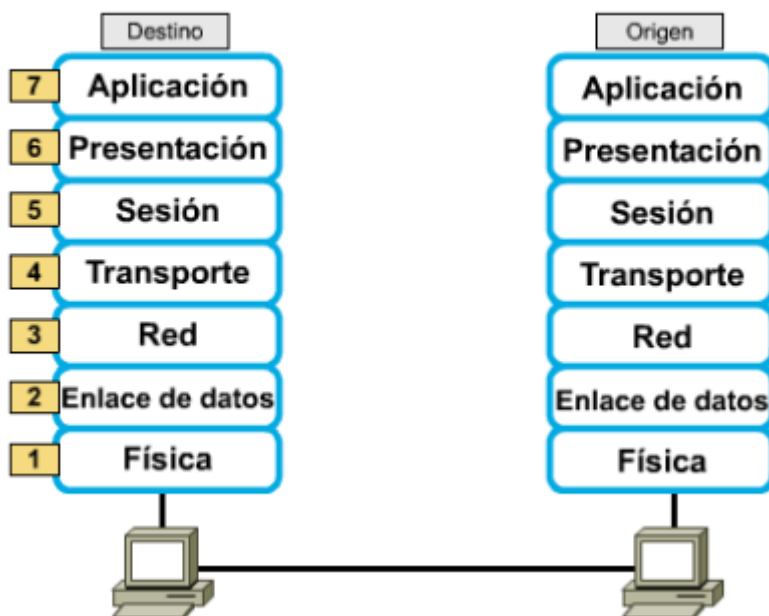 Destino
Origen
7 Aplicación
Aplicación
6 Presentación
Presentación
5 Sesión
Sesión
4 Transporte
Transporte
3 Red
Red
2 Enlace de datos
Enlace de datos
1 Física
Física